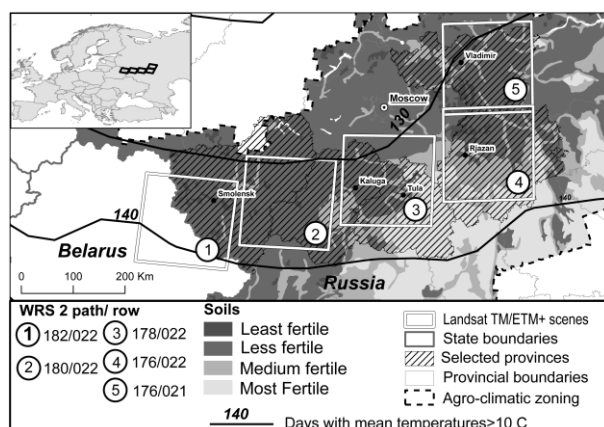 Vladimir
5
Moscow
130
Rjazan
4
Kaluga
Tula
3
Smolensk
140
140
2
1
Belarus
Russia
0 100 200 Km
WRS 2 path/ row
1 182/022
2 180/022
3 178/022
4 176/022
5 176/021
Soils
Least fertile
Less fertile
Medium fertile
Most Fertile
Landsat TM/ETM+ scenes
State boundaries
Selected provinces
Provincial boundaries
Agro-climatic zoning
140 Days with mean temperatures>10 C